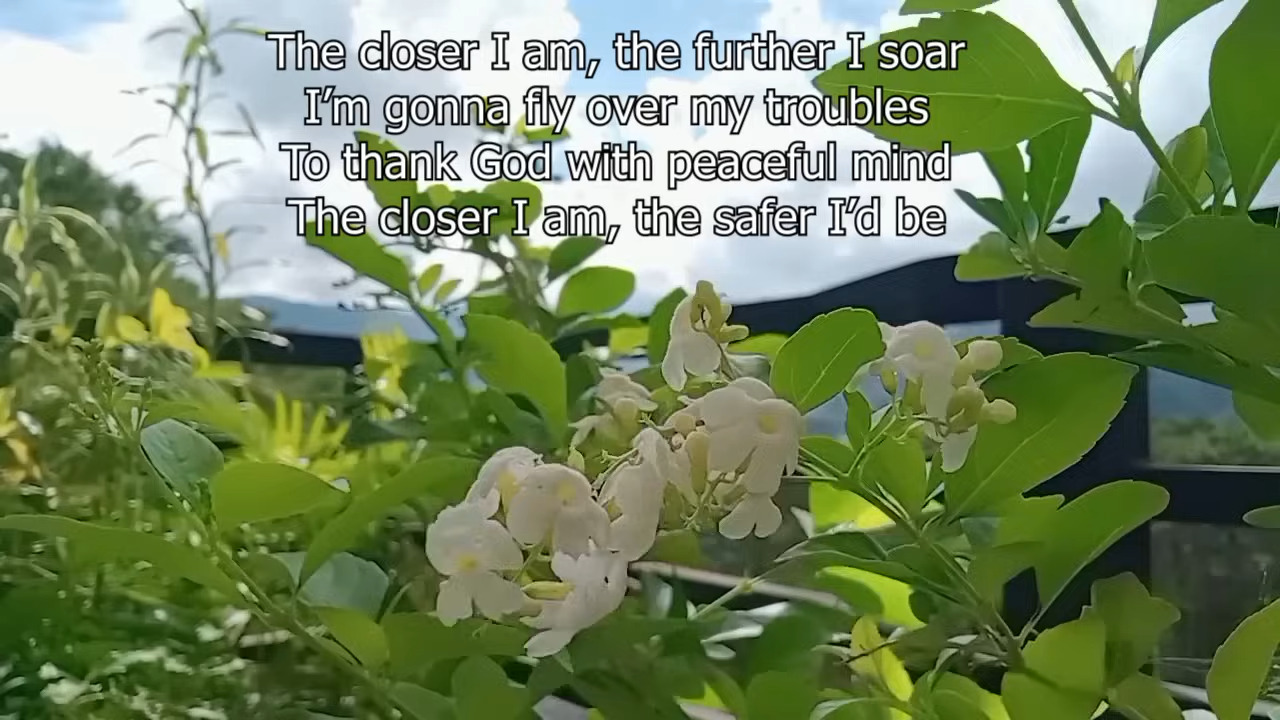 The closer I am, the further I soar
I’m gonna fly over my troubles
To thank God with peaceful mind
The closer I am, the safer I’d be